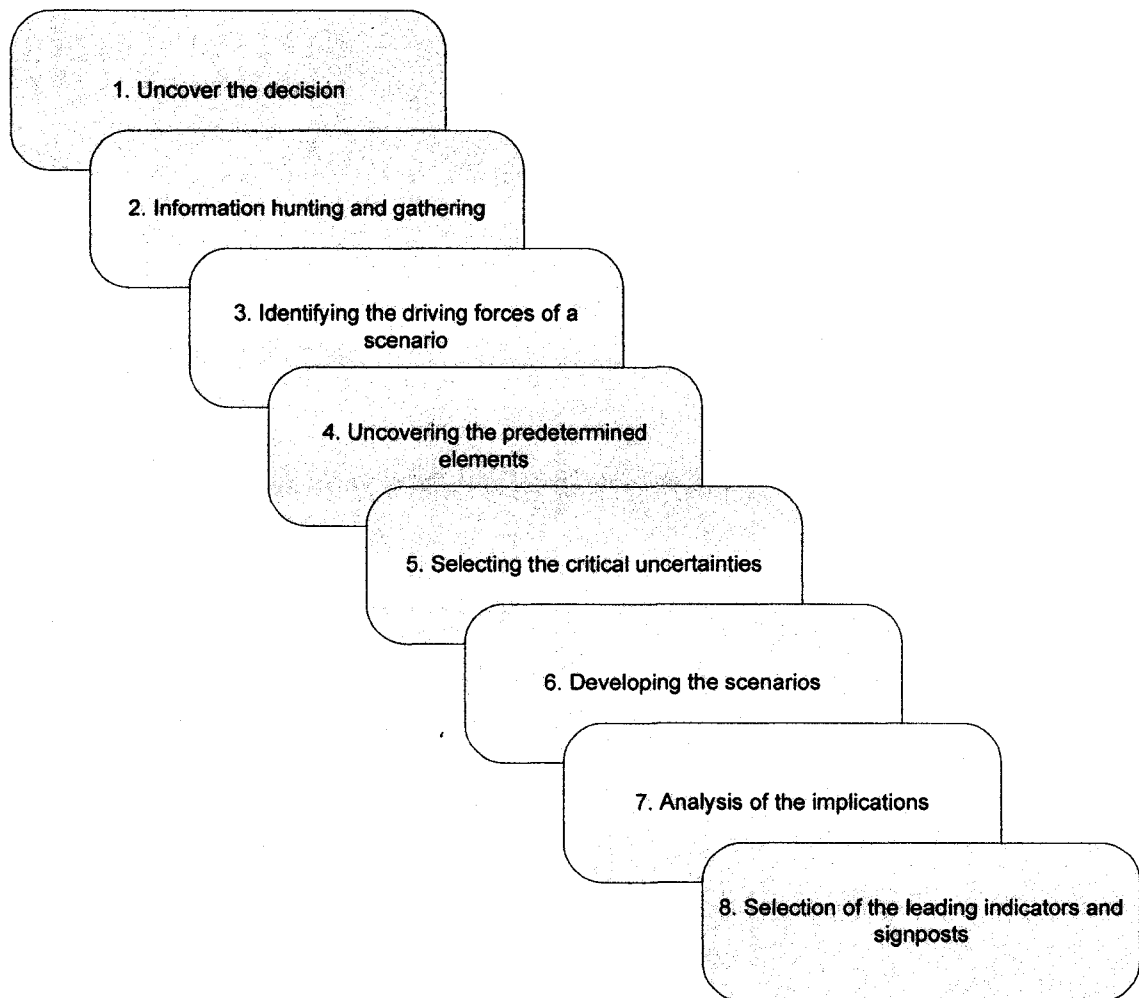 1. Uncover the decision
2. Information hunting and gathering
3. Identifying the driving forces of a
scenario
4. Uncovering the predetermined
elements
5. Selecting the critical uncertainties
6. Developing the scenarios
7. Analysis of the implications
8. Selection of the leading indicators and
signposts